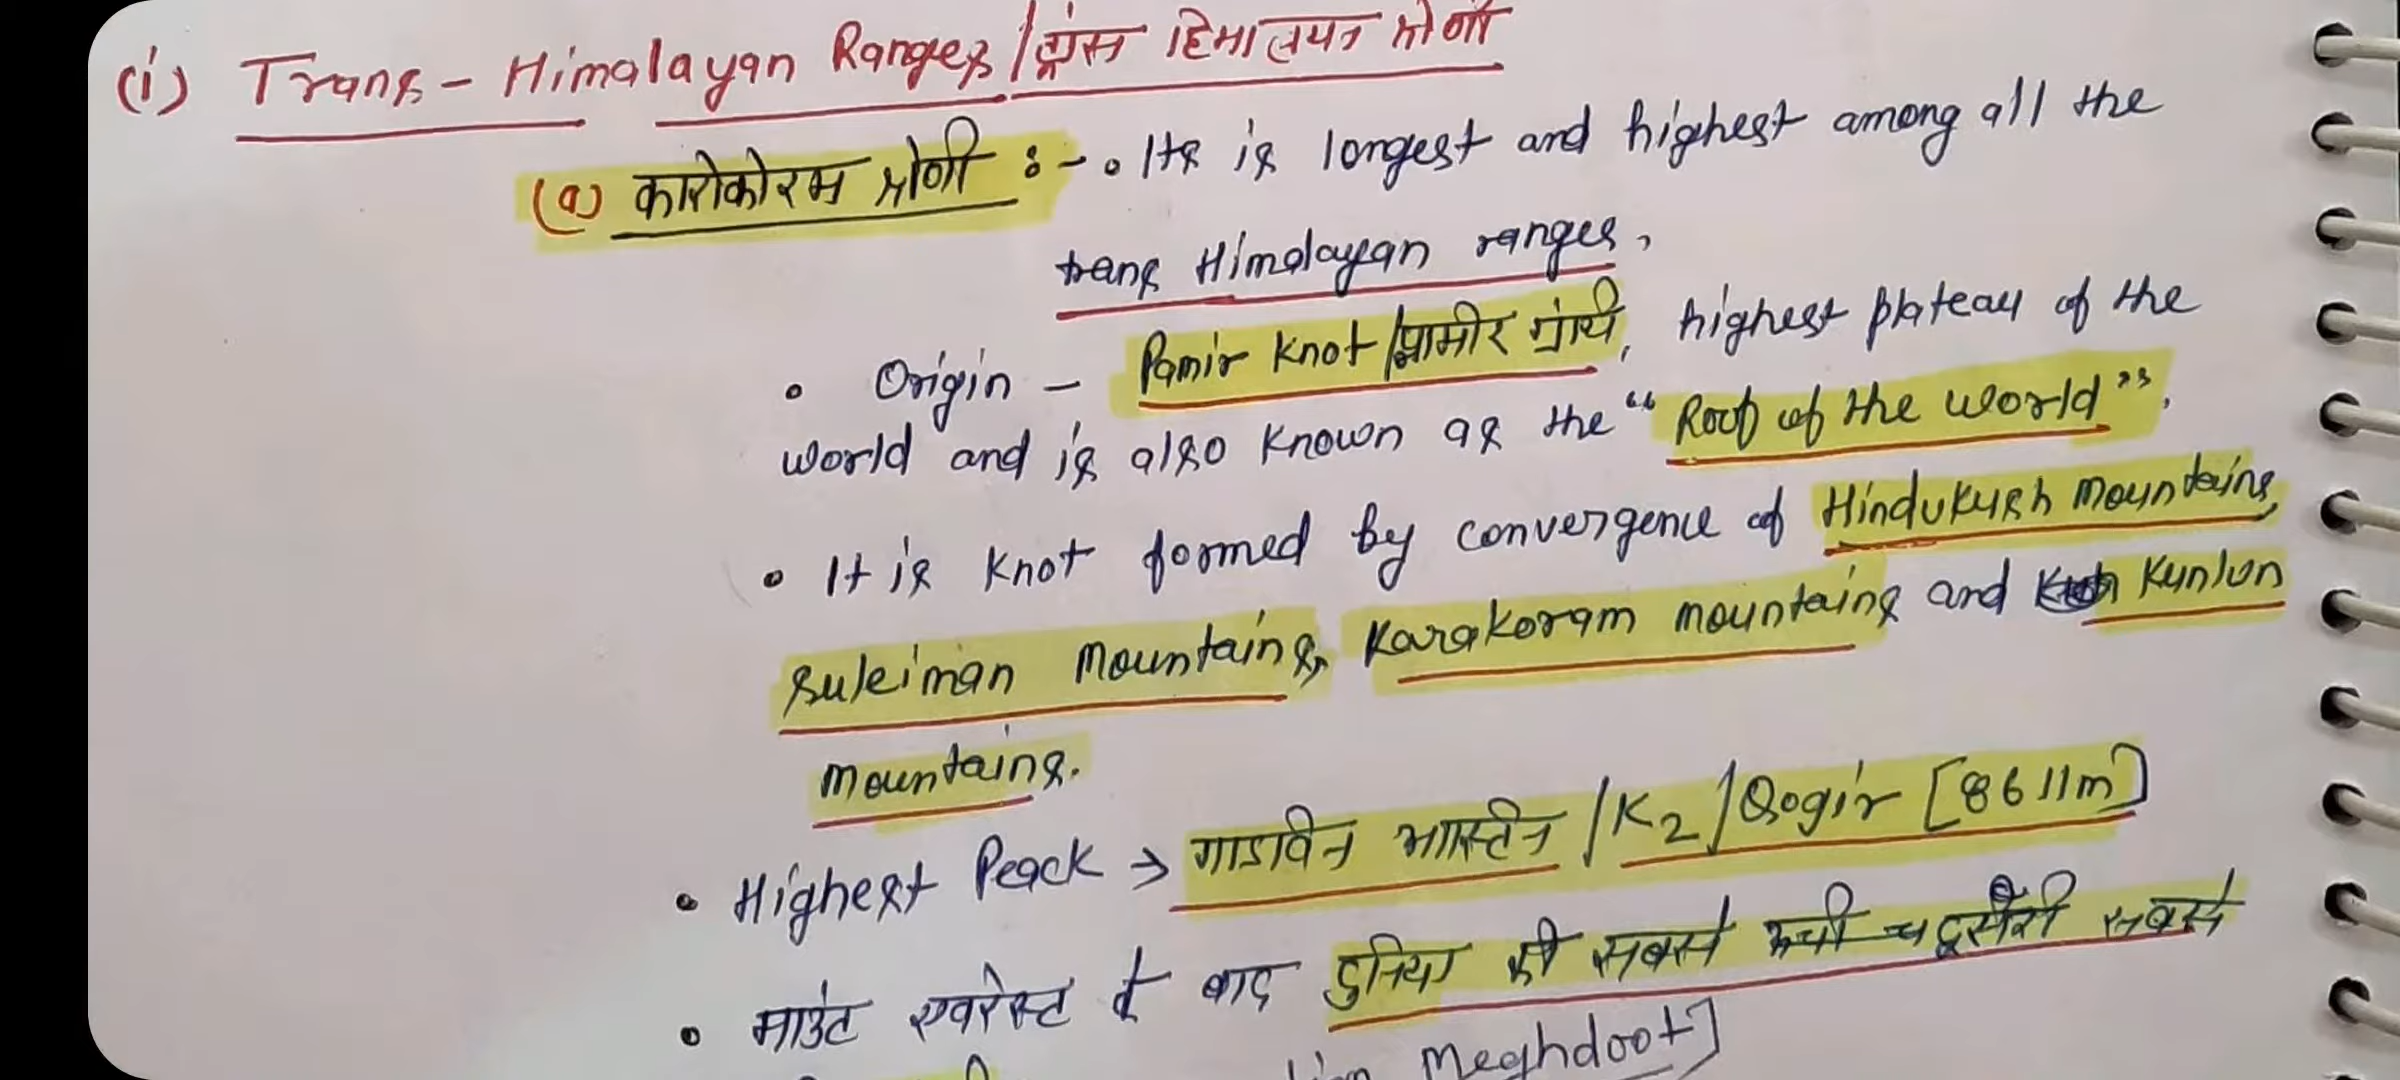 (i) Trans - Himalayan Ranges/ट्रांस हिमालयन श्रेणी
(a) काराकोरम श्रेणी :- • Its is longest and highest among all the
trans Himalayan ranges,
• Origin - Pamir Knot/पामीर ग्रंथी, highest plateau of the
world and is also known as the "Roof of the world".
• It is Knot formed by convergence of Hindukush Mountains,
Suleiman Mountains, Karakoram mountains and Kunlun
mountains.
• Highest Peack → गाडविन आस्टिन /K2/Qogir [8611m]
• माउंट एवरेस्ट के बाद दुनिया की सबसे ऊंची दूसरी सबसे
Meghdoot]